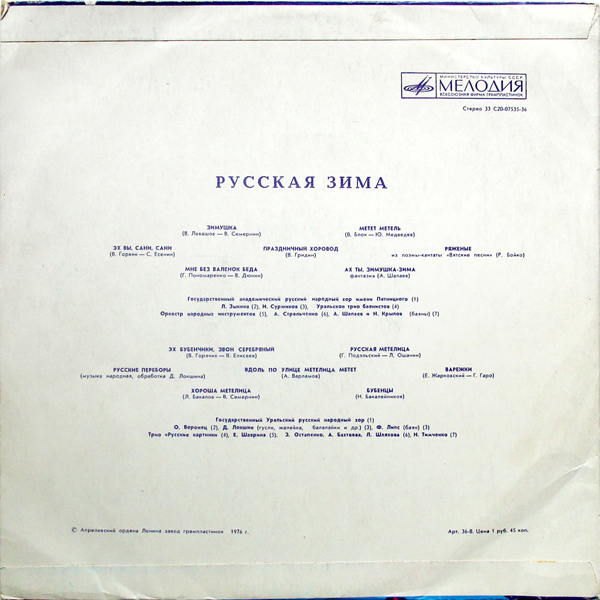 МИНИСТЕРСТВО КУЛЬТУРЫ СССР
МЕЛОДИЯ
ВСЕСОЮЗНАЯ ФИРМА ГРАМПЛАСТИНОК
Стерео 33 С20-07535-36
РУССКАЯ ЗИМА
ЗИМУШКА МЕТЕТ МЕТЕЛЬ
(В. Левашов — В. Семернин) (В. Блок — Ю. Медведев)
ЭХ ВЫ, САНИ, САНИ ПРАЗДНИЧНЫЙ ХОРОВОД РЯЖЕНЫЕ
(В. Горячих — С. Есенин) (В. Гридин) из поэмы-кантаты «Вятские песни» (Р. Бойко)
МНЕ БЕЗ ВАЛЕНОК БЕДА АХ ТЫ, ЗИМУШКА-ЗИМА
(Г. Пономаренко — В. Дюнин) фантазия (А. Шалаев)
Государственный академический русский народный хор имени Пятницкого (1)
Л. Зыкина (2), Н. Сурзиков (3), Уральское трио баянистов (4)
Оркестр народных инструментов (5), А. Стрельченко (6), А. Шалаев и Н. Крылов (баяны) (7)
ЭХ БУБЕНЧИКИ, ЗВОН СЕРЕБРЯНЫЙ РУССКАЯ МЕТЕЛИЦА
(В. Горячих — В. Елисеев) (Г. Подэльский — Л. Ошанин)
РУССКИЕ ПЕРЕБОРЫ ВДОЛЬ ПО УЛИЦЕ МЕТЕЛИЦА МЕТЕТ ВАРЕЖКИ
(музыка народная, обработка Д. Локшина) (А. Варламов) (Е. Жарковский — Г. Гаро)
ХОРОША МЕТЕЛИЦА БУБЕНЦЫ
(Л. Бакалов — В. Семернин) (Н. Бакалейников)
Государственный Уральский русский народный хор (1)
О. Воронец (2), Д. Локшин (гусли, жалейка, балалайки и др.) (3), Ф. Липс (баян) (3)
Трио «Русские картинки» (4), Е. Шаврина (5), Э. Остапенко, А. Бахтеева, Л. Шляхова (6), Н. Тимченко (7)
© Апрелевский ордена Ленина завод грампластинок 1976 г. Арт. 36-8. Цена 1 руб. 45 коп.